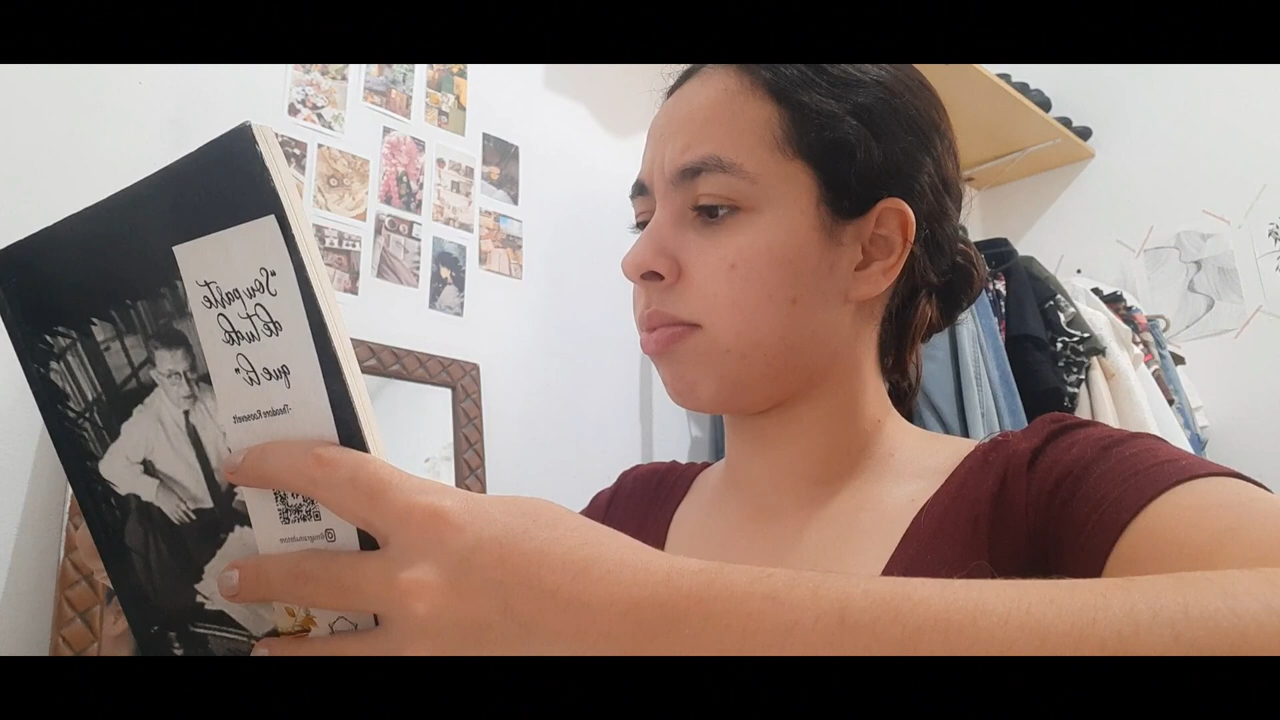 “Sou parte
de tudo
que li”
-Theodore Roosevelt